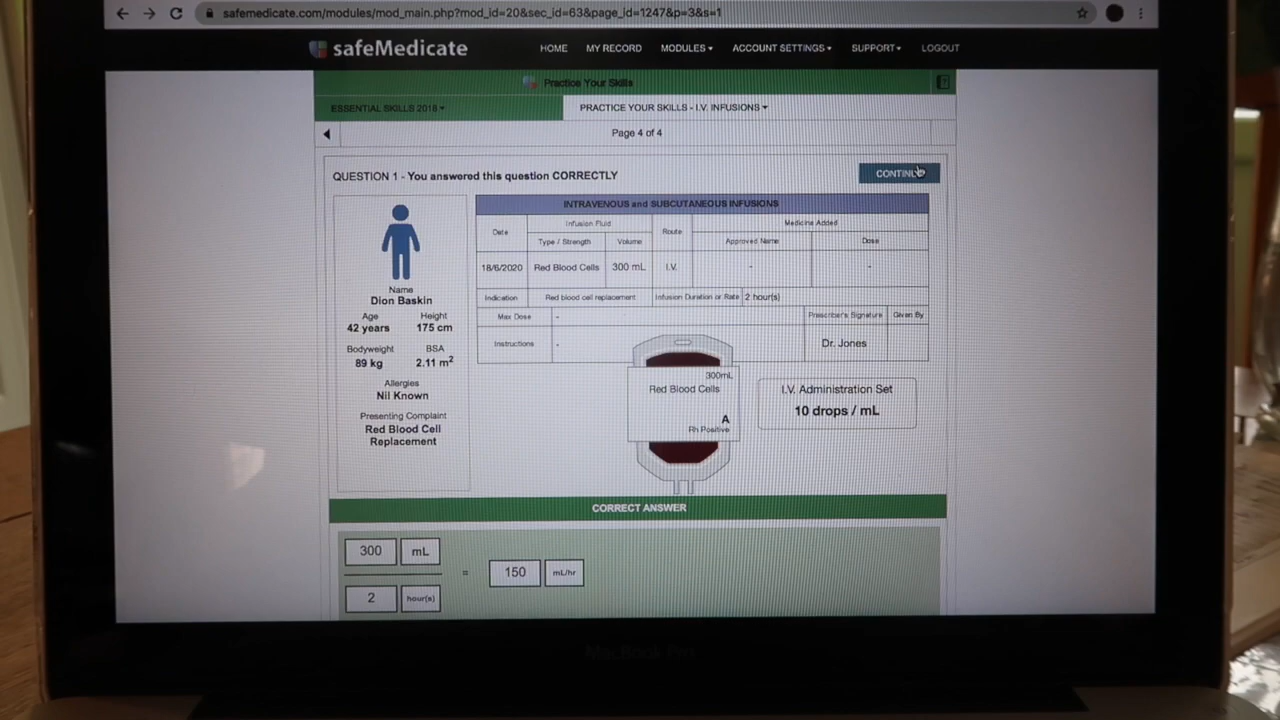 safemedicate.com/modules/mod_main.php?mod_id=20&sec_id=63&page_id=1247&p=3&s=1
safeMedicate
HOME MY RECORD MODULES ACCOUNT SETTINGS SUPPORT LOGOUT
Practice Your Skills
ESSENTIAL SKILLS 2018
PRACTICE YOUR SKILLS - I.V. INFUSIONS
Page 4 of 4
QUESTION 1 - You answered this question CORRECTLY
CONTINUE
Name
Dion Baskin
Age Height
42 years 175 cm
Bodyweight BSA
89 kg 2.11 m²
Allergies
Nil Known
Presenting Complaint
Red Blood Cell
Replacement
INTRAVENOUS and SUBCUTANEOUS INFUSIONS
Date Infusion Fluid Route Medicine Added
Type / Strength Volume Approved Name Dose
18/6/2020 Red Blood Cells 300 mL I.V. - -
Indication Red blood cell replacement Infusion Duration or Rate 2 hour(s)
Max Dose - Prescriber's Signature Given By
Instructions - Dr. Jones
300mL
Red Blood Cells
A
Rh Positive
I.V. Administration Set
10 drops / mL
CORRECT ANSWER
300 mL
= 150 mL/hr
2 hour(s)
MacBook Pro